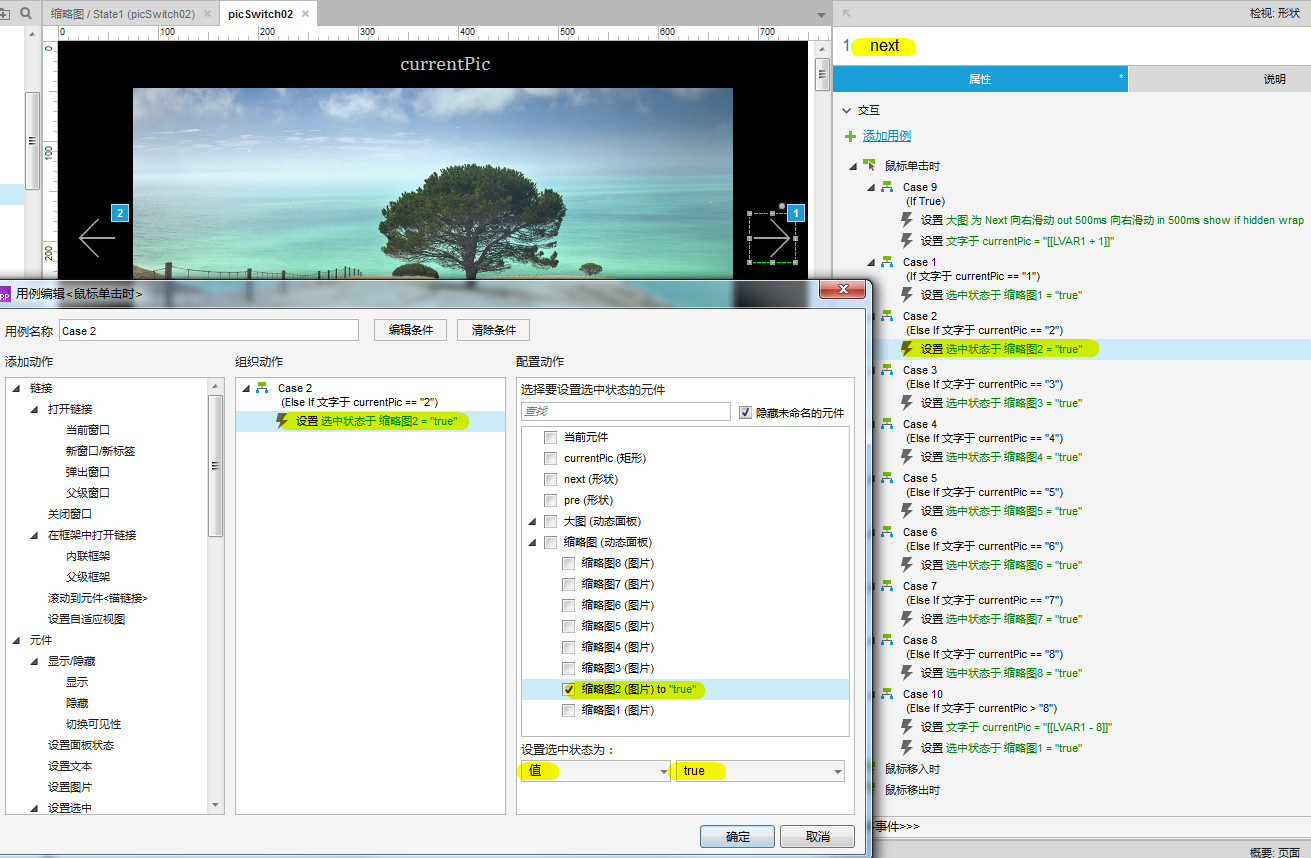 缩略图 / State1 (picSwitch02)
picSwitch02
检视: 形状
0 100 200 300 400 500 600 700
0
100
200
currentPic
2
1
1 next
属性 *
说明
交互
添加用例
鼠标单击时
Case 9
(If True)
设置 大图 为 Next 向右滑动 out 500ms 向右滑动 in 500ms show if hidden wrap
设置 文字于 currentPic = "[[LVAR1 + 1]]"
Case 1
(If 文字于 currentPic == "1")
设置 选中状态于 缩略图1 = "true"
Case 2
(Else If 文字于 currentPic == "2")
设置 选中状态于 缩略图2 = "true"
Case 3
(Else If 文字于 currentPic == "3")
设置 选中状态于 缩略图3 = "true"
Case 4
(Else If 文字于 currentPic == "4")
设置 选中状态于 缩略图4 = "true"
Case 5
(Else If 文字于 currentPic == "5")
设置 选中状态于 缩略图5 = "true"
Case 6
(Else If 文字于 currentPic == "6")
设置 选中状态于 缩略图6 = "true"
Case 7
(Else If 文字于 currentPic == "7")
设置 选中状态于 缩略图7 = "true"
Case 8
(Else If 文字于 currentPic == "8")
设置 选中状态于 缩略图8 = "true"
Case 10
(Else If 文字于 currentPic > "8")
设置 文字于 currentPic = "[[LVAR1 - 8]]"
设置 选中状态于 缩略图1 = "true"
鼠标移入时
鼠标移出时
事件>>>
概要: 页面
RP 用例编辑<鼠标单击时>
用例名称 Case 2
编辑条件
清除条件
添加动作
链接
打开链接
当前窗口
新窗口/新标签
弹出窗口
父级窗口
关闭窗口
在框架中打开链接
内联框架
父级框架
滚动到元件<锚链接>
设置自适应视图
元件
显示/隐藏
显示
隐藏
切换可见性
设置面板状态
设置文本
设置图片
设置选中
组织动作
Case 2
(Else If 文字于 currentPic == "2")
设置 选中状态于 缩略图2 = "true"
配置动作
选择要设置选中状态的元件
查找
隐藏未命名的元件
当前元件
currentPic (矩形)
next (形状)
pre (形状)
大图 (动态面板)
缩略图 (动态面板)
缩略图8 (图片)
缩略图7 (图片)
缩略图6 (图片)
缩略图5 (图片)
缩略图4 (图片)
缩略图3 (图片)
缩略图2 (图片) to "true"
缩略图1 (图片)
设置选中状态为：
值
true
确定
取消